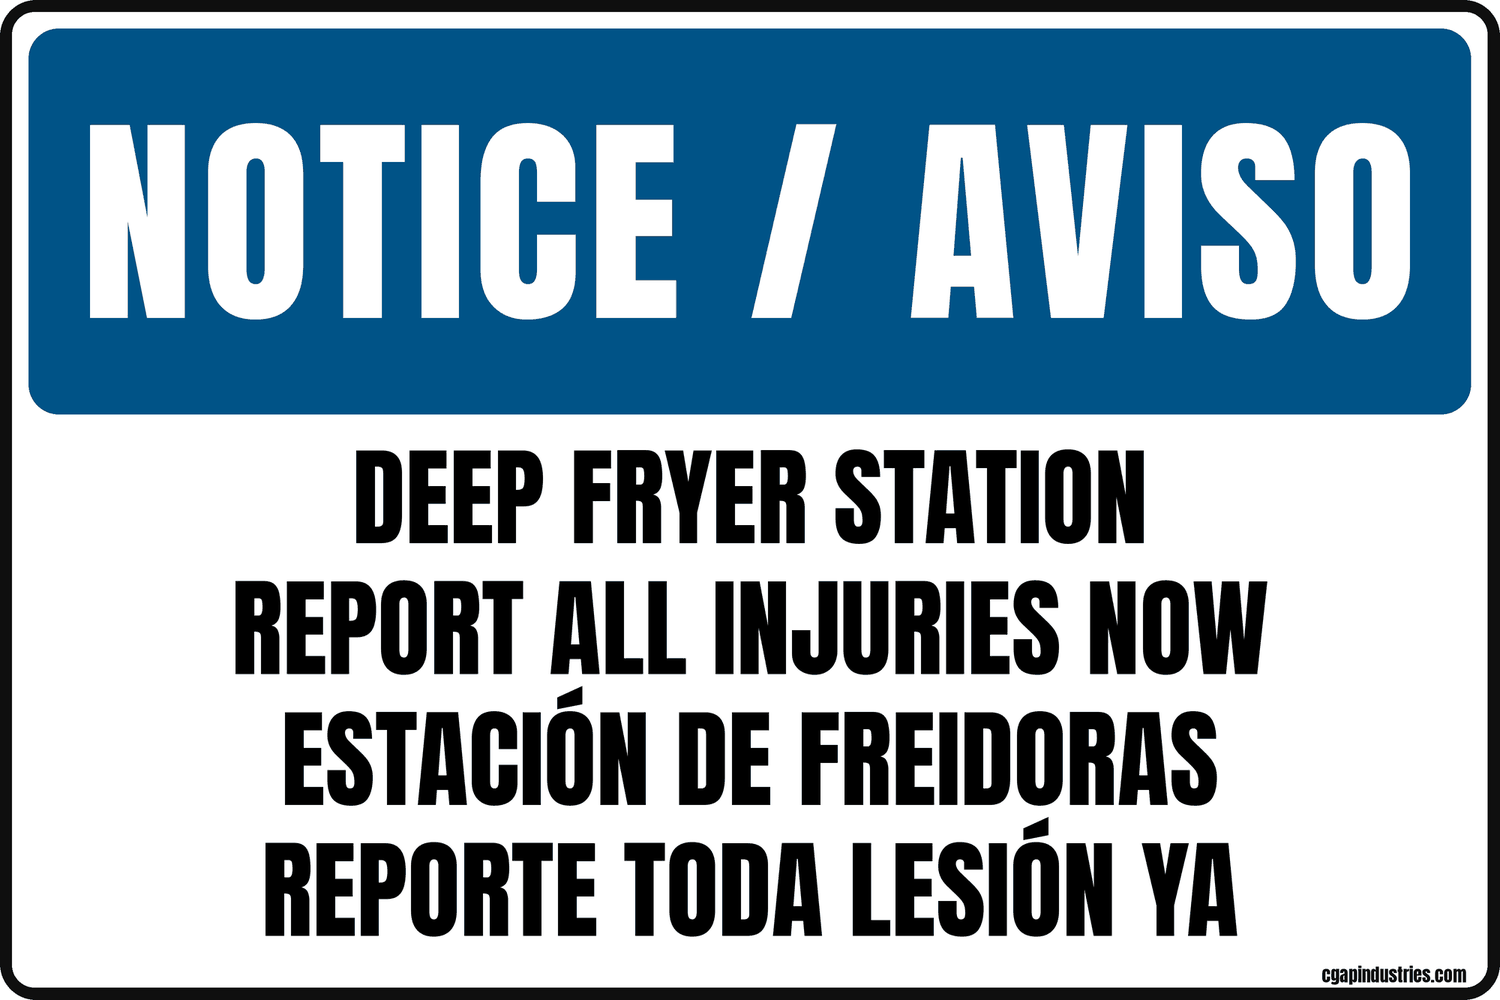 NOTICE / AVISO
DEEP FRYER STATION
REPORT ALL INJURIES NOW
ESTACIÓN DE FREIDORAS
REPORTE TODA LESIÓN YA
cgapindustries.com